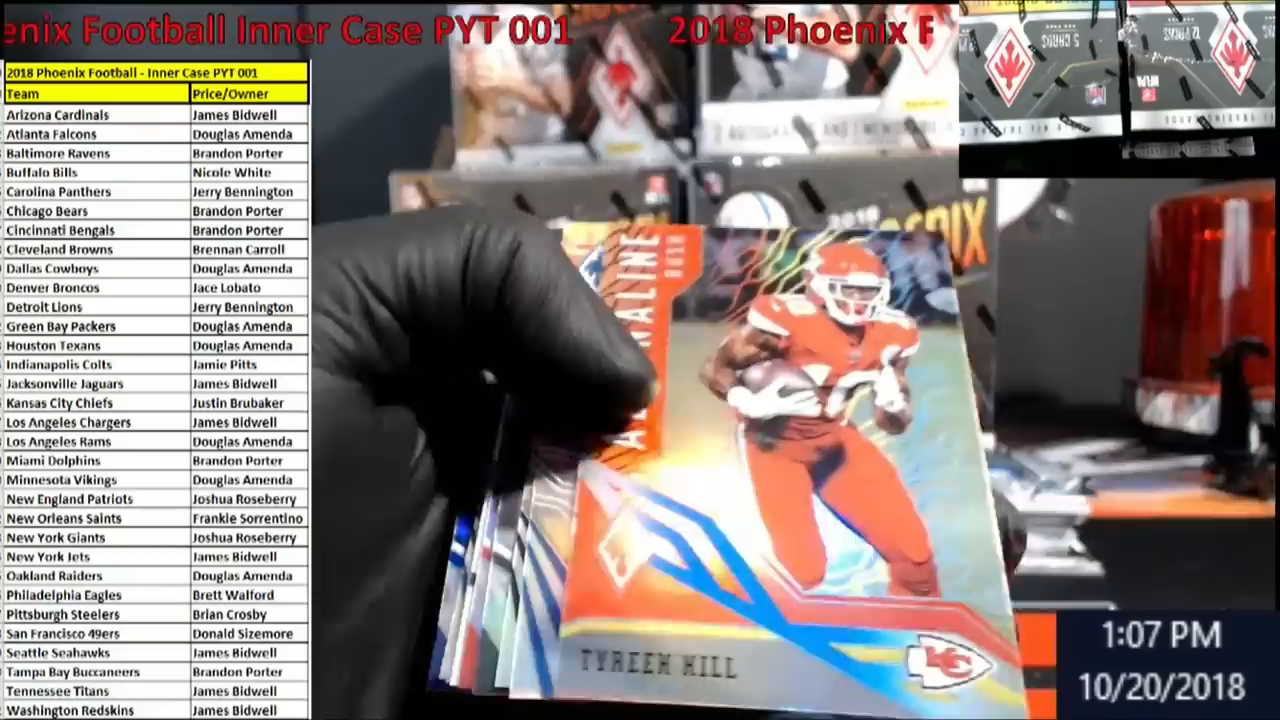 enix Football Inner Case PYT 001 2018 Phoenix F
2018 Phoenix Football - Inner Case PYT 001
Team Price/Owner
Arizona Cardinals James Bidwell
Atlanta Falcons Douglas Amenda
Baltimore Ravens Brandon Porter
Buffalo Bills Nicole White
Carolina Panthers Jerry Bennington
Chicago Bears Brandon Porter
Cincinnati Bengals Brandon Porter
Cleveland Browns Brennan Carroll
Dallas Cowboys Douglas Amenda
Denver Broncos Jace Lobato
Detroit Lions Jerry Bennington
Green Bay Packers Douglas Amenda
Houston Texans Douglas Amenda
Indianapolis Colts Jamie Pitts
Jacksonville Jaguars James Bidwell
Kansas City Chiefs Justin Brubaker
Los Angeles Chargers James Bidwell
Los Angeles Rams Douglas Amenda
Miami Dolphins Brandon Porter
Minnesota Vikings Douglas Amenda
New England Patriots Joshua Roseberry
New Orleans Saints Frankie Sorrentino
New York Giants Joshua Roseberry
New York Jets James Bidwell
Oakland Raiders Douglas Amenda
Philadelphia Eagles Brett Walford
Pittsburgh Steelers Brian Crosby
San Francisco 49ers Donald Sizemore
Seattle Seahawks James Bidwell
Tampa Bay Buccaneers Brandon Porter
Tennessee Titans James Bidwell
Washington Redskins James Bidwell
5 CARDS
2018
RUSH
TYREEK HILL
KC
1:07 PM
10/20/2018